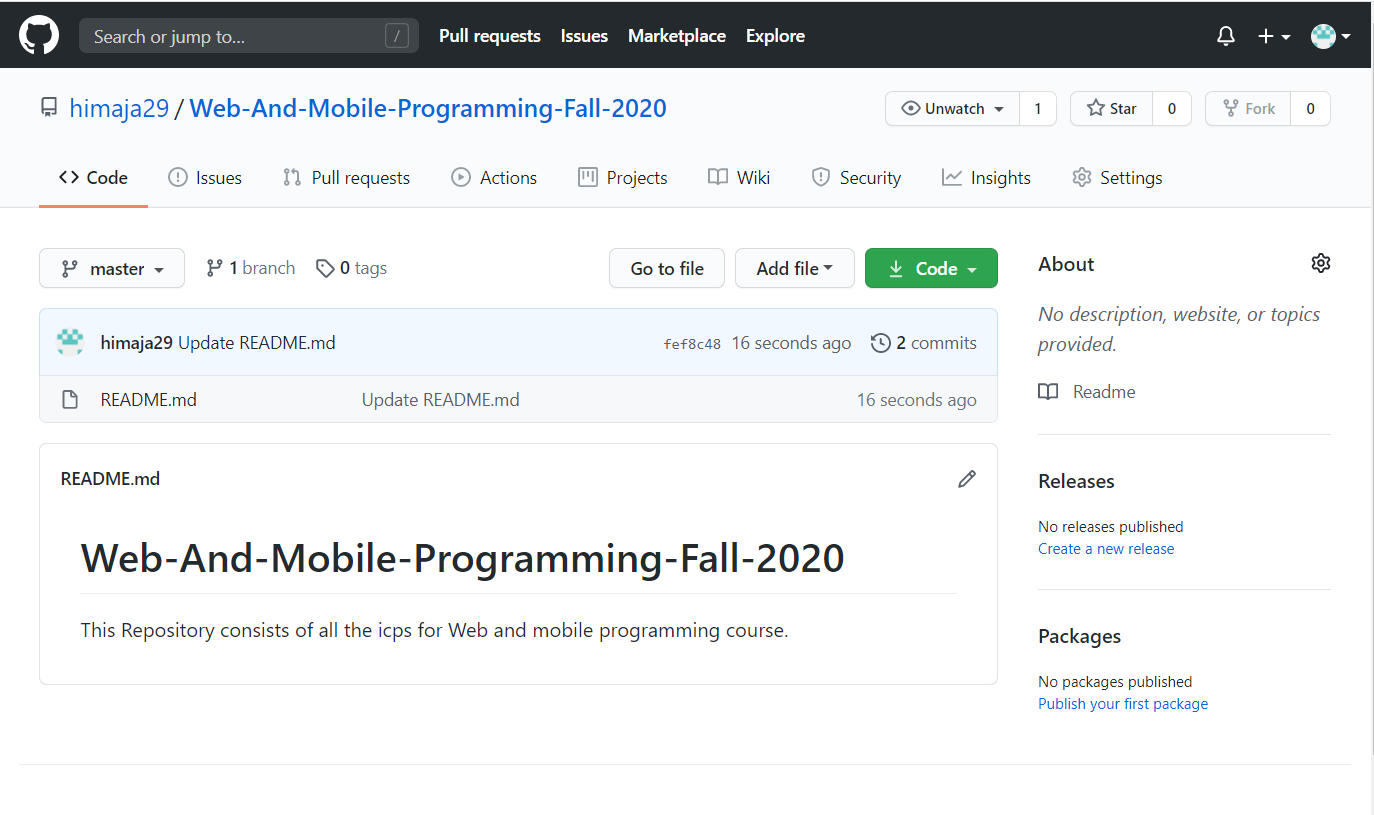 Search or jump to... / Pull requests Issues Marketplace Explore
himaja29 / Web-And-Mobile-Programming-Fall-2020 Unwatch 1 Star 0 Fork 0
Code Issues Pull requests Actions Projects Wiki Security Insights Settings
master 1 branch 0 tags Go to file Add file Code
himaja29 Update README.md fef8c48 16 seconds ago 2 commits
README.md Update README.md 16 seconds ago
README.md
Web-And-Mobile-Programming-Fall-2020
This Repository consists of all the icps for Web and mobile programming course.
About
No description, website, or topics
provided.
Readme
Releases
No releases published
Create a new release
Packages
No packages published
Publish your first package